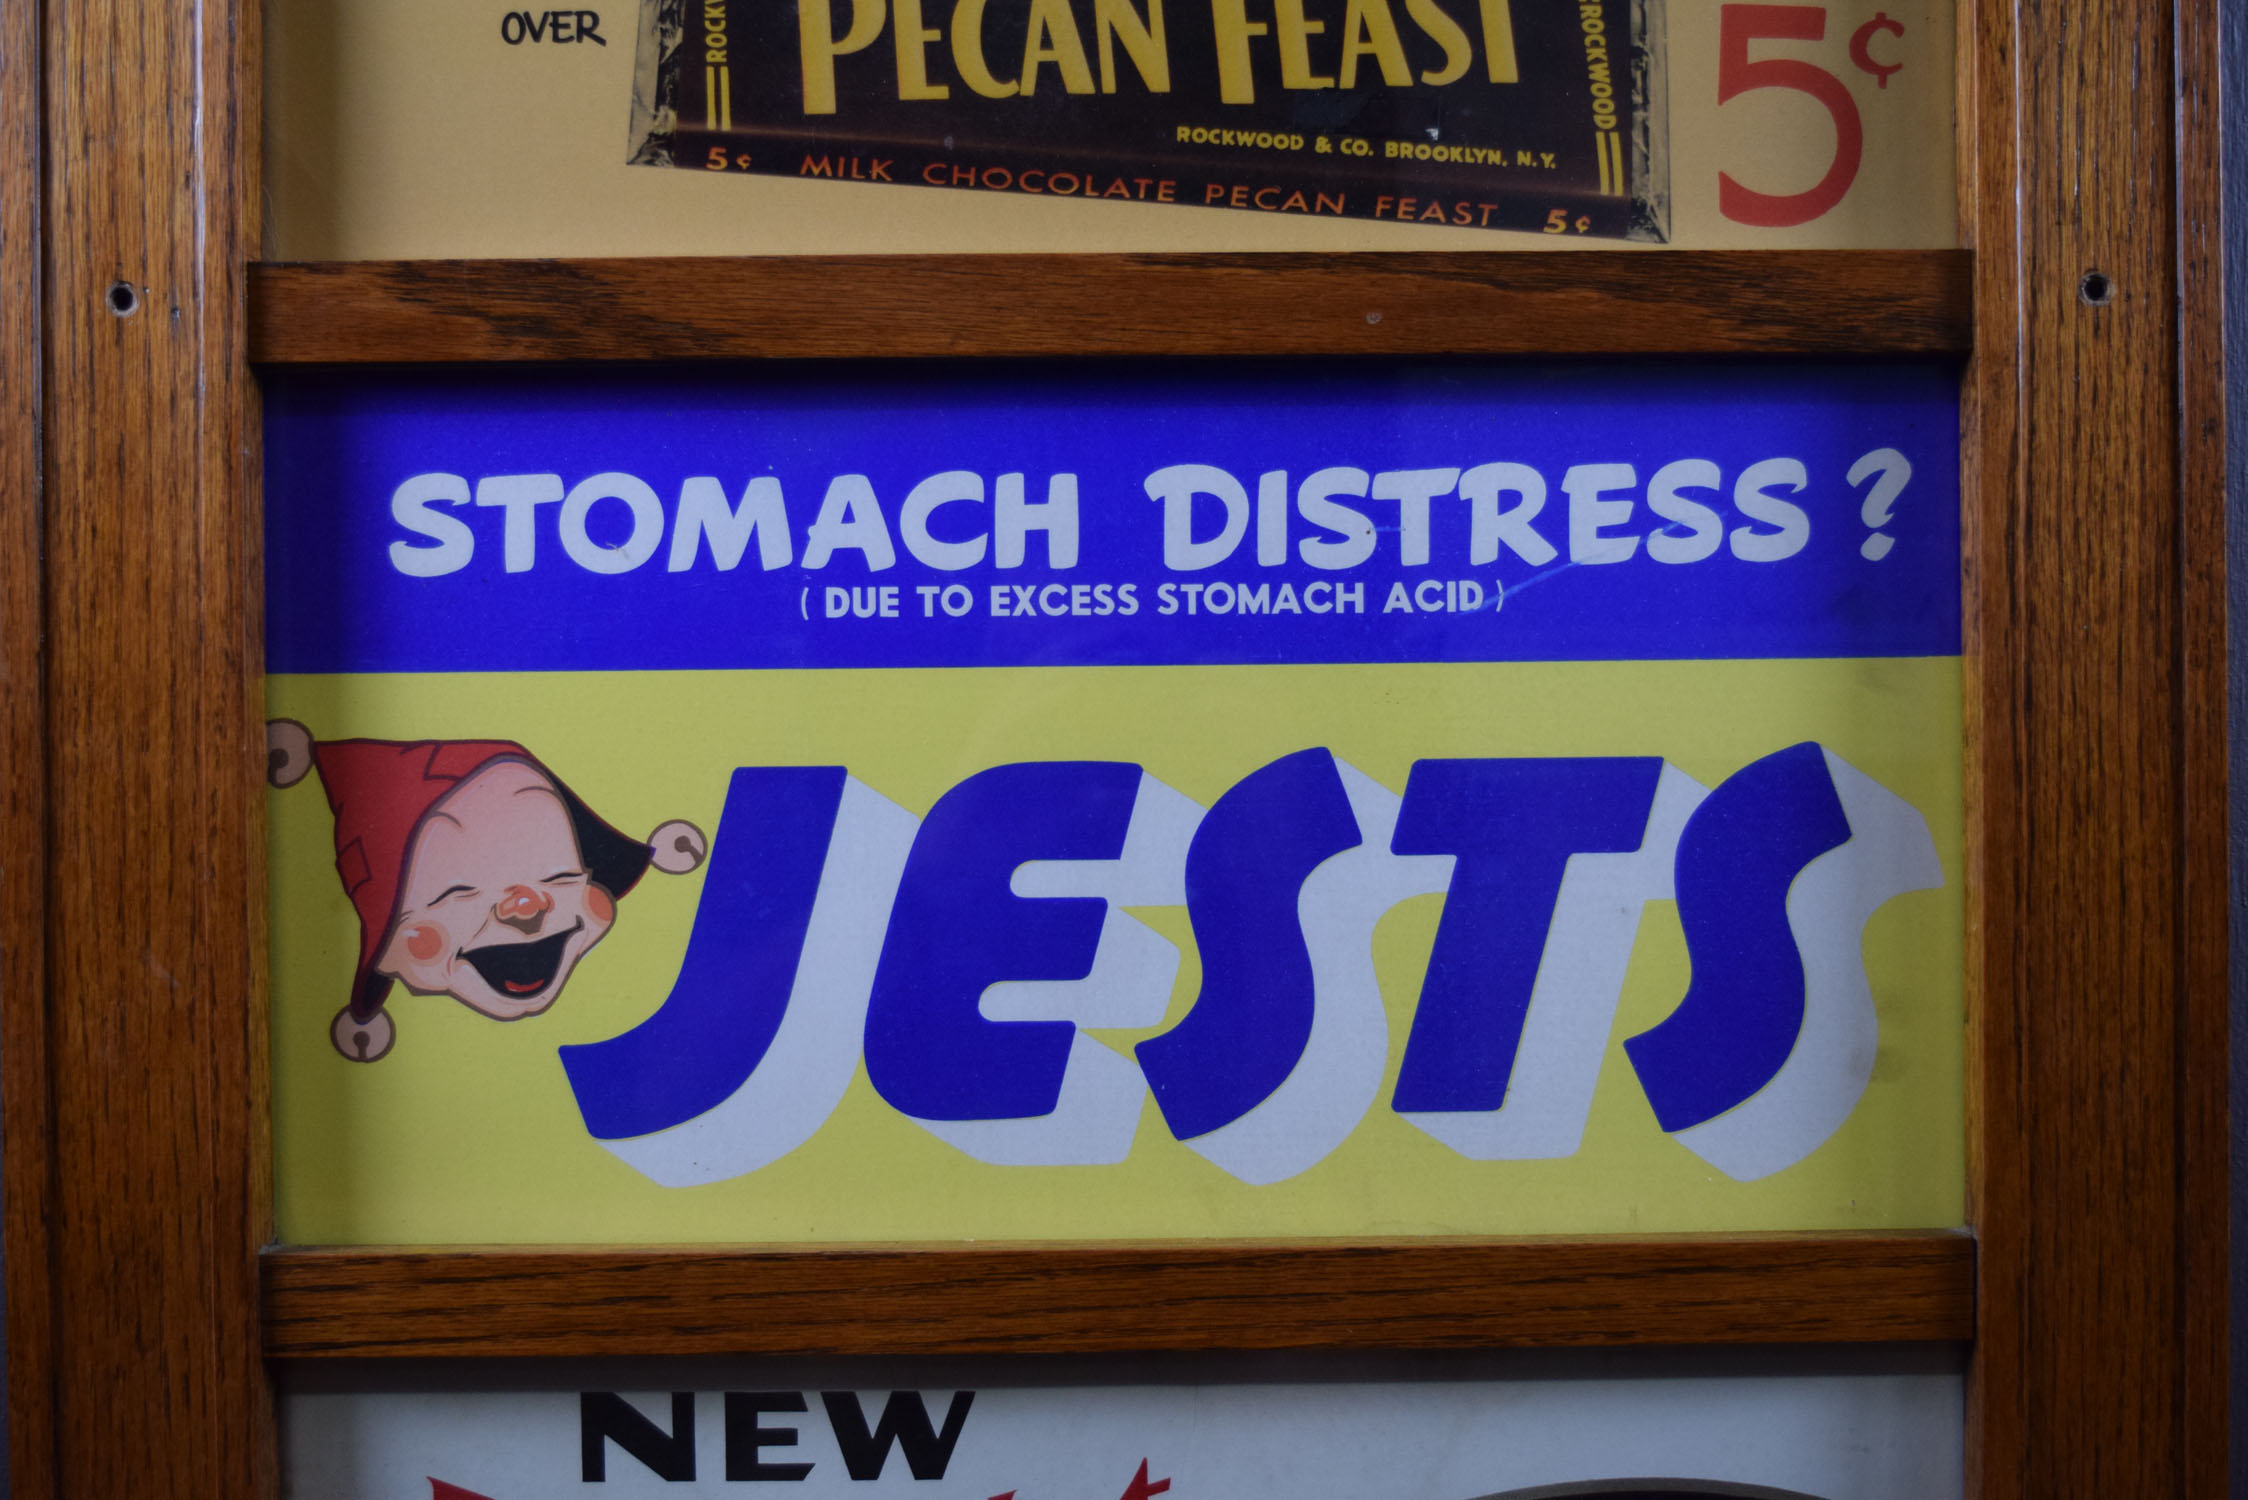 OVER
PECAN FEAST
5¢
ROCKWOOD
ROCKWOOD & CO. BROOKLYN, N.Y.
5¢ MILK CHOCOLATE PECAN FEAST 5¢
STOMACH DISTRESS?
(DUE TO EXCESS STOMACH ACID)
JESTS
NEW